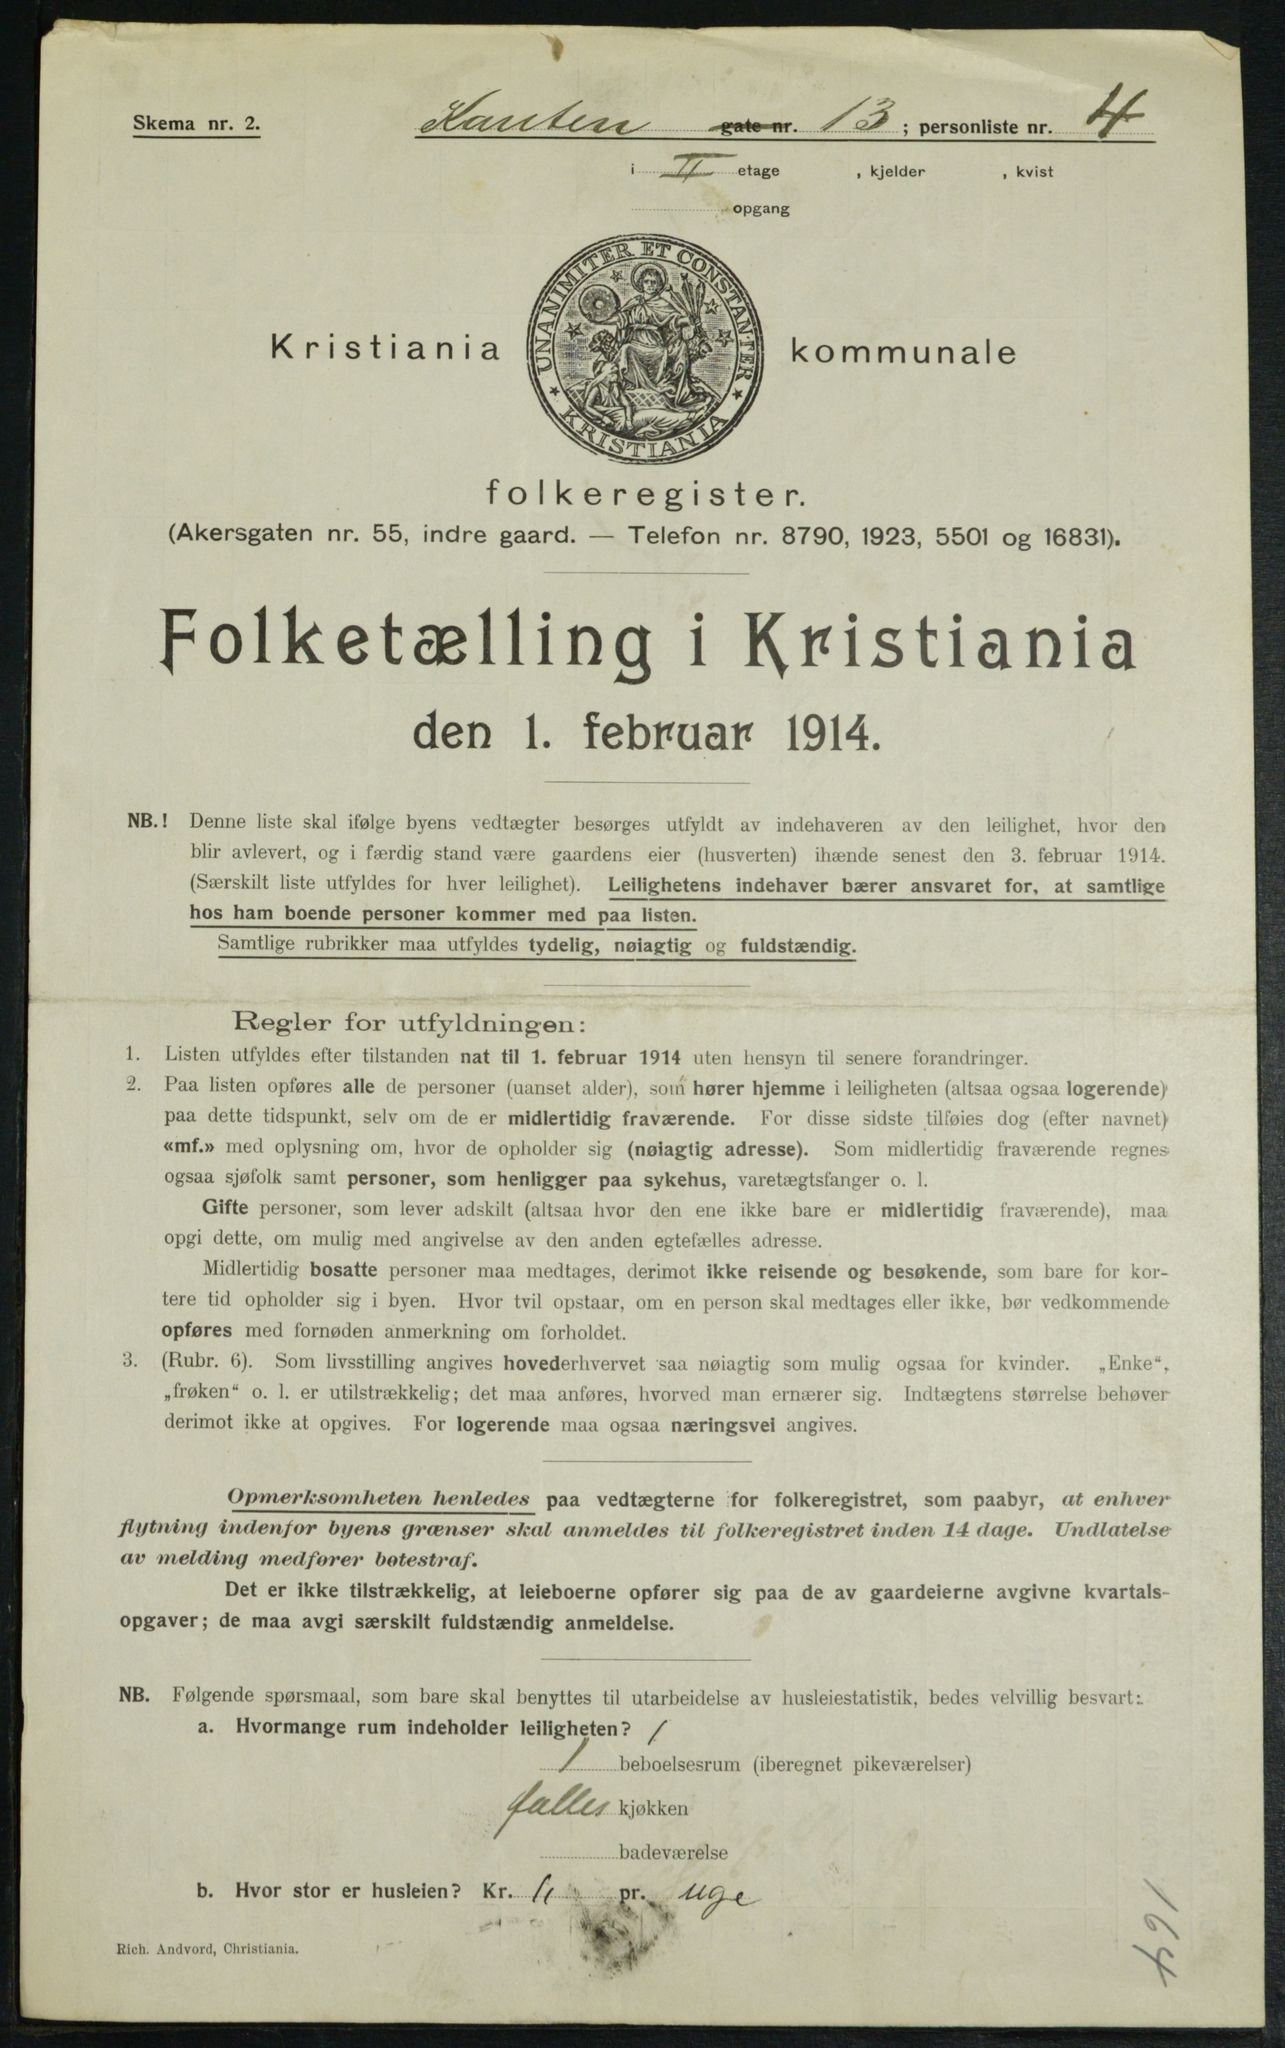 Skema nr. 2.
Kanten gate nr. 13 ; personliste nr. 4
i II etage , kjelder , kvist
opgang
UNANIMITER ET CONSTANTER
KRISTIANIA
Kristiania kommunale
folkeregister.
(Akersgaten nr. 55, indre gaard. — Telefon nr. 8790, 1923, 5501 og 16831).
Folketælling i Kristiania
den 1. februar 1914.
NB.! Denne liste skal ifølge byens vedtægter besørges utfyldt av indehaveren av den leilighet, hvor den
blir avlevert, og i færdig stand være gaardens eier (husverten) ihænde senest den 3. februar 1914.
(Særskilt liste utfyldes for hver leilighet). Leilighetens indehaver bærer ansvaret for, at samtlige
hos ham boende personer kommer med paa listen.
Samtlige rubrikker maa utfyldes tydelig, nøiagtig og fuldstændig.
Regler for utfyldningen:
1. Listen utfyldes efter tilstanden nat til 1. februar 1914 uten hensyn til senere forandringer.
2. Paa listen opføres alle de personer (uanset alder), som hører hjemme i leiligheten (altsaa ogsaa logerende)
paa dette tidspunkt, selv om de er midlertidig fraværende. For disse sidste tilføies dog (efter navnet)
«mf.» med oplysning om, hvor de opholder sig (nøiagtig adresse). Som midlertidig fraværende regnes
ogsaa sjøfolk samt personer, som henligger paa sykehus, varetægtsfanger o. l.
Gifte personer, som lever adskilt (altsaa hvor den ene ikke bare er midlertidig fraværende), maa
opgi dette, om mulig med angivelse av den anden egtefælles adresse.
Midlertidig bosatte personer maa medtages, derimot ikke reisende og besøkende, som bare for kor-
tere tid opholder sig i byen. Hvor tvil opstaar, om en person skal medtages eller ikke, bør vedkommende
opføres med fornøden anmerkning om forholdet.
3. (Rubr. 6). Som livsstilling angives hovederhvervet saa nøiagtig som mulig ogsaa for kvinder. „Enke“,
„frøken“ o. l. er utilstrækkelig; det maa anføres, hvorved man ernærer sig. Indtægtens størrelse behøver
derimot ikke at opgives. For logerende maa ogsaa næringsvei angives.
Opmerksomheten henledes paa vedtægterne for folkeregistret, som paabyr, at enhver
flytning indenfor byens grænser skal anmeldes til folkeregistret inden 14 dage. Undlatelse
av melding medfører bøtestraf.
Det er ikke tilstrækkelig, at leieboerne opfører sig paa de av gaardeierne avgivne kvartals-
opgaver; de maa avgi særskilt fuldstændig anmeldelse.
NB. Følgende spørsmaal, som bare skal benyttes til utarbeidelse av husleiestatistik, bedes velvillig besvart:
a. Hvormange rum indeholder leiligheten? 1
1 beboelsesrum (iberegnet pikeværelser)
falles kjøkken
badeværelse
b. Hvor stor er husleien? Kr. pr. uge
Rich. Andvord, Christiania.
164